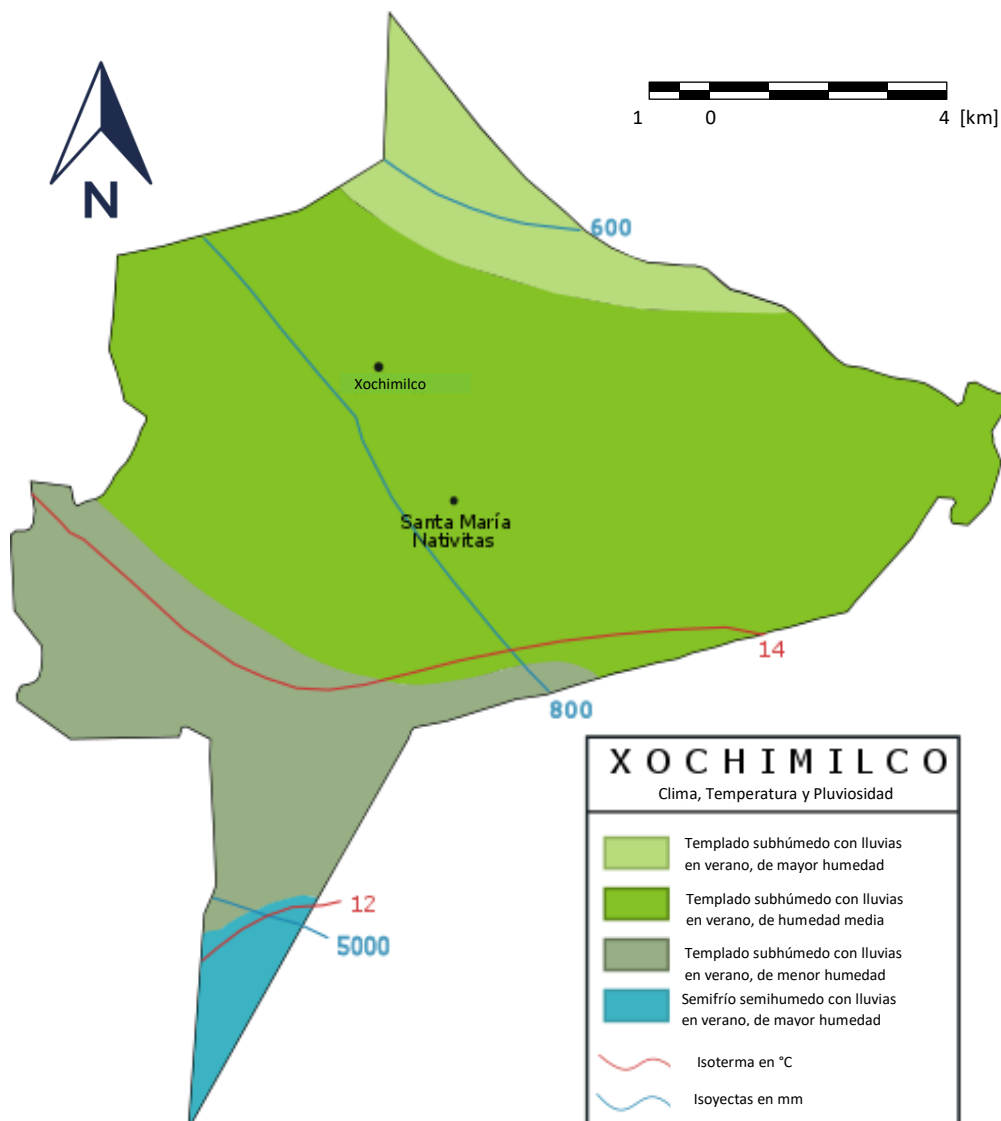 N
1 0 4 [km]
600
Xochimilco
Santa María
Nativitas
14
800
12
5000
XOCHIMILCO
Clima, Temperatura y Pluviosidad
Templado subhúmedo con lluvias
en verano, de mayor humedad
Templado subhúmedo con lluvias
en verano, de humedad media
Templado subhúmedo con lluvias
en verano, de menor humedad
Semifrío semihumedo con lluvias
en verano, de mayor humedad
Isoterma en °C
Isoyectas en mm